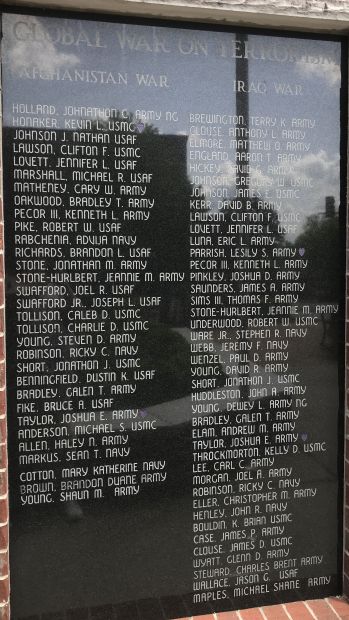 GLOBAL WAR ON TERRORISM
AFGHANISTAN WAR
HOLLAND, JOHNATHON C. ARMY NG
HONAKER, KEVIN L. USMC
JOHNSON J. NATHAN USAF
LAWSON, CLIFTON F. USMC
LOVETT, JENNIFER L. USAF
MARSHALL, MICHAEL R. USAF
MATHENEY, GARY W. ARMY
OAKWOOD, BRADLEY T. ARMY
PECOR III, KENNETH L. ARMY
PIKE, ROBERT W. USAF
RABCHENIA, ADVIJA NAVY
RICHARDS, BRANDON L. USAF
STONE, JONATHAN M. ARMY
STONE-HURLBERT, JEANNIE M. ARMY
SWAFFORD, JOEL R. USAF
SWAFFORD JR., JOSEPH L. USAF
TOLLISON, CALEB D. USMC
TOLLISON, CHARLIE D. USMC
YOUNG, STEVEN D. ARMY
ROBINSON, RICKY C. NAVY
SHORT, JONATHON J. USMC
BENNINGFIELD, DUSTIN K. USAF
BRADLEY, GALEN T. ARMY
FIKE, BRUCE A. USAF
TAYLOR, JOSHUA E. ARMY
ANDERSON, MICHAEL S. USMC
ALLEN, HALEY N. ARMY
MARKUS, SEAN T. NAVY
COTTON, MARY KATHERINE NAVY
BROWN, BRANDON DUANE ARMY
YOUNG, SHAUN M. ARMY
IRAQ WAR
BREWINGTON, TERRY K. ARMY
CLOUSE, ANTHONY L. ARMY
ELMORE, MATTHEW O. ARMY
ENGLAND, AARON T. ARMY
HICKEY, DAVID G. ARMY
JOHNSON, GREGORY W. USMC
JOHNSON, JAMES E. USMC
KERR, DAVID B. ARMY
LAWSON, CLIFTON F. USMC
LOVETT, JENNIFER L. USAF
LUNA, ERIC L. ARMY
PARRISH, LESILY S. ARMY
PECOR III, KENNETH L. ARMY
PINKLEY, JOSHUA D. ARMY
SAUNDERS, JAMES A. ARMY
SIMS III, THOMAS F. ARMY
STONE-HURLBERT, JEANNIE M. ARMY
UNDERWOOD, ROBERT W. USMC
WARE JR., STEPHEN R. NAVY
WEBB, JEREMY F. NAVY
WENZEL, PAUL D. ARMY
YOUNG, DAVID R. ARMY
SHORT, JONATHON J. USMC
HUDDLESTON, JOHN A. ARMY
YOUNG, DEWEY L. ARMY NG
BRADLEY, GALEN T. ARMY
ELAM, ANDREW M. ARMY
TAYLOR, JOSHUA E. ARMY
THROCKMORTON, KELLY D. USMC
LEE, CARL C. ARMY
MORGAN, JOEL A. ARMY
ROBINSON, RICKY C. NAVY
ELLER, CHRISTOPHER M. ARMY
HENLEY, JOHN R. NAVY
BOULDIN, K. BRIAN USMC
CASE, JAMES P. ARMY
CLOUSE, JAMES D. USMC
WYATT, GLENN D. ARMY
STEWARD, CHARLES BRENT ARMY
WALLACE, JASON G. USAF
MAPLES, MICHAEL SHANE ARMY